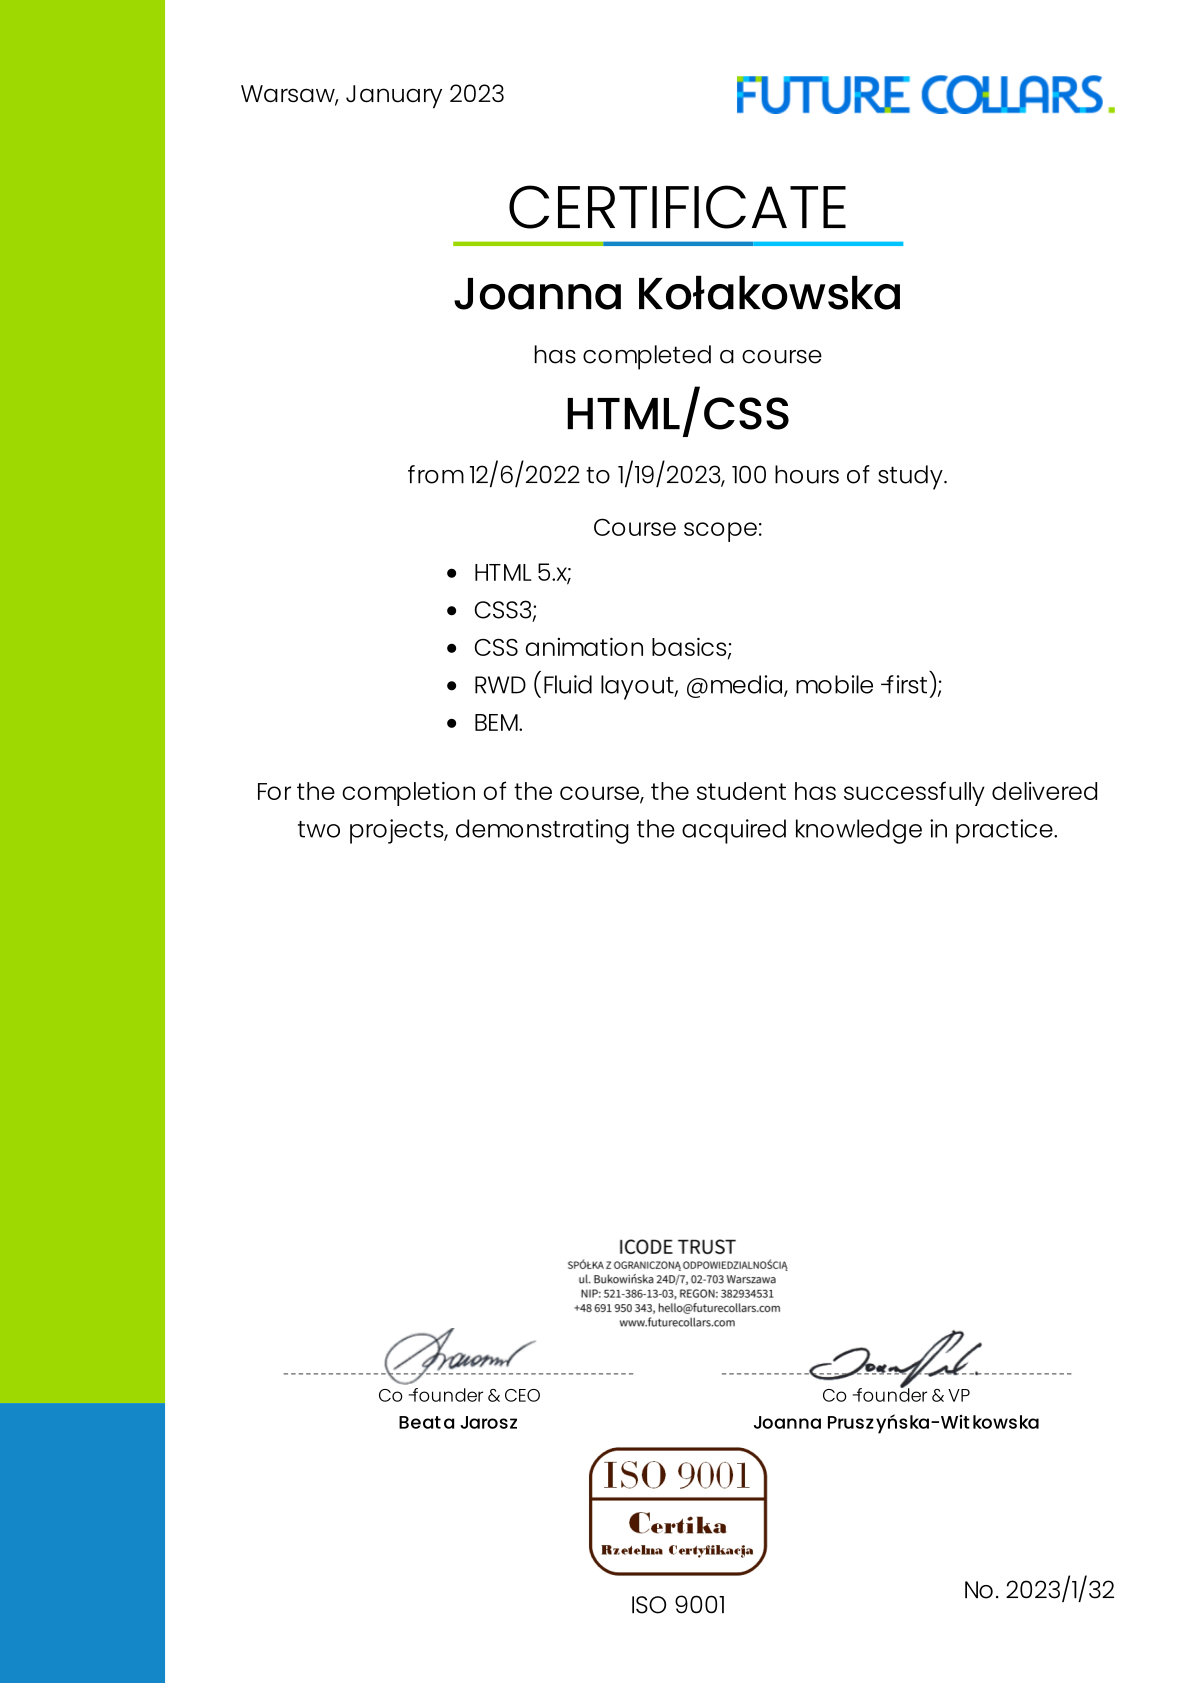 Warsaw, January 2023
FUTURE COLLARS.
CERTIFICATE
Joanna Kołakowska
has completed a course
HTML/CSS
from 12/6/2022 to 1/19/2023, 100 hours of study.
Course scope:
• HTML 5.x;
• CSS3;
• CSS animation basics;
• RWD (Fluid layout, @media, mobile-first);
• BEM.
For the completion of the course, the student has successfully delivered
two projects, demonstrating the acquired knowledge in practice.
ICODE TRUST
SPÓŁKA Z OGRANICZONĄ ODPOWIEDZIALNOŚCIĄ
ul. Bukowińska 24D/7, 02-703 Warszawa
NIP: 521-386-13-03, REGON: 382934531
+48 691 950 343, hello@futurecollars.com
www.futurecollars.com
Co-founder & CEO
Beata Jarosz
Co-founder & VP
Joanna Pruszyńska-Witkowska
ISO 9001
Certika
Rzetelna Certyfikacja
ISO 9001
No. 2023/1/32